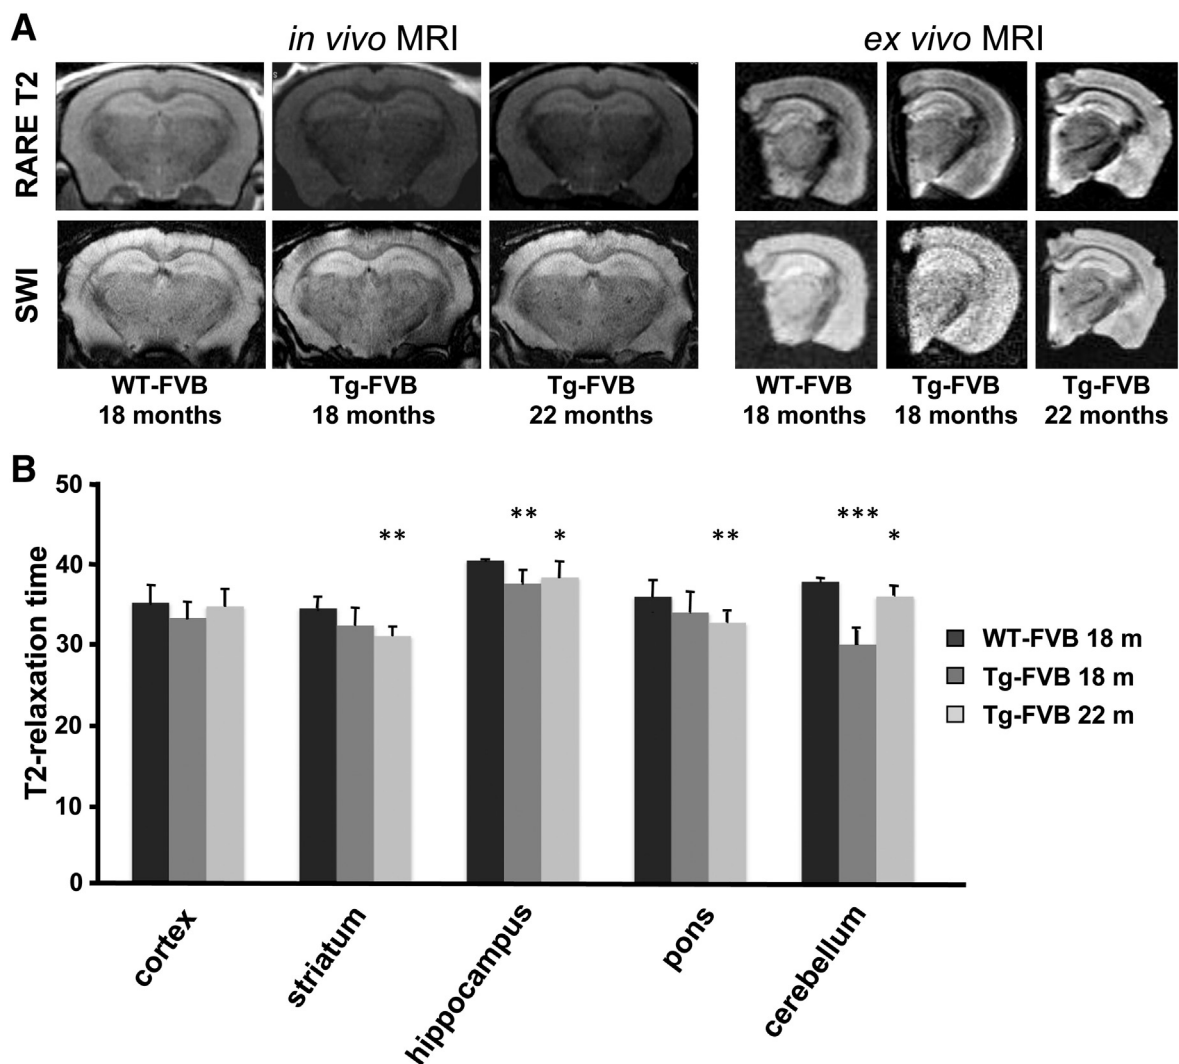 A
in vivo MRI
ex vivo MRI
RARE T2
SWI
WT-FVB
18 months
Tg-FVB
18 months
Tg-FVB
22 months
WT-FVB
18 months
Tg-FVB
18 months
Tg-FVB
22 months
B
T2-relaxation time
50
40
30
20
10
0
**
**
*
**
***
*
WT-FVB 18 m
Tg-FVB 18 m
Tg-FVB 22 m
cortex
striatum
hippocampus
pons
cerebellum